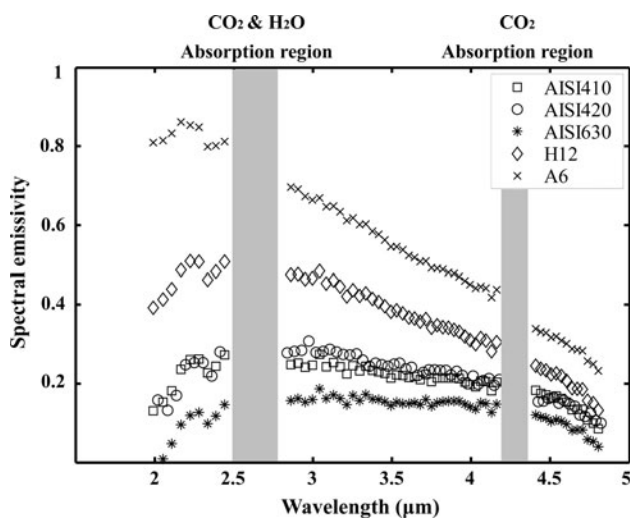 CO₂ & H₂O
Absorption region
CO₂
Absorption region
1
0.8
0.6
0.4
0.2
Spectral emissivity
AISI410
AISI420
AISI630
H12
A6
2
2.5
3
3.5
4
4.5
5
Wavelength (μm)